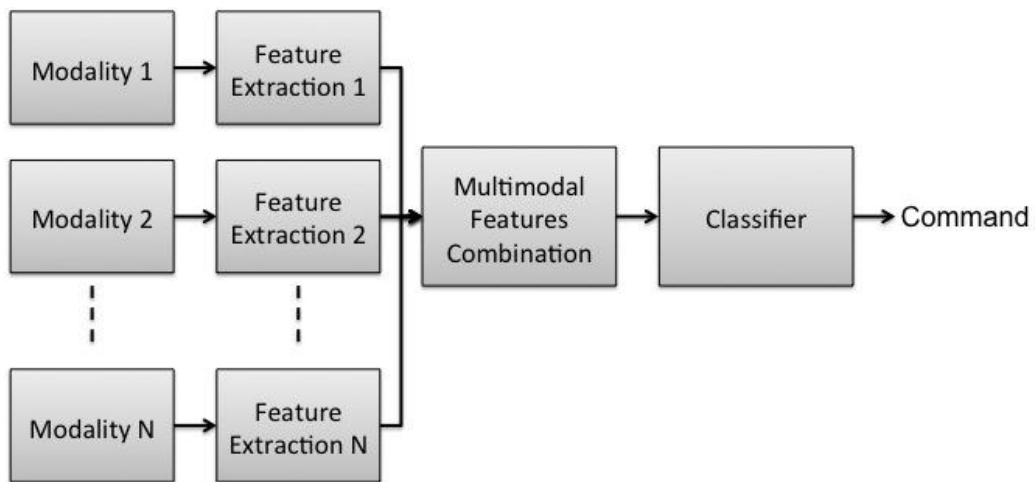 Modality 1
Feature
Extraction 1
Modality 2
Feature
Extraction 2
Multimodal
Features
Combination
Classifier
Command
Modality N
Feature
Extraction N